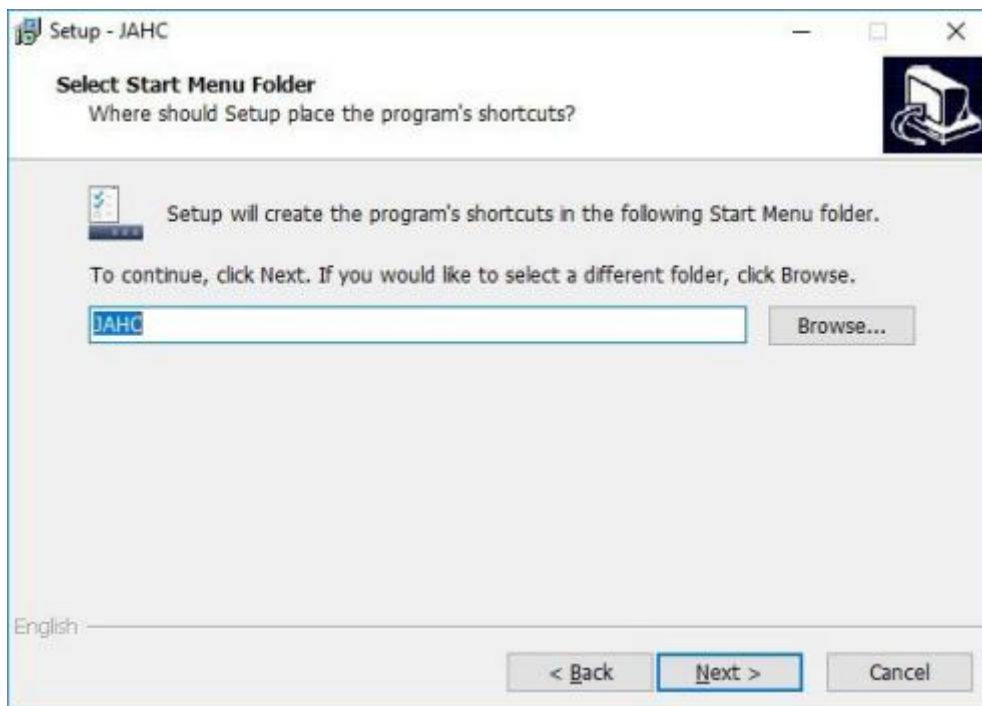 Setup - JAHC
Select Start Menu Folder
Where should Setup place the program's shortcuts?
Setup will create the program's shortcuts in the following Start Menu folder.
To continue, click Next. If you would like to select a different folder, click Browse.
JAHC
Browse...
English
< Back
Next >
Cancel